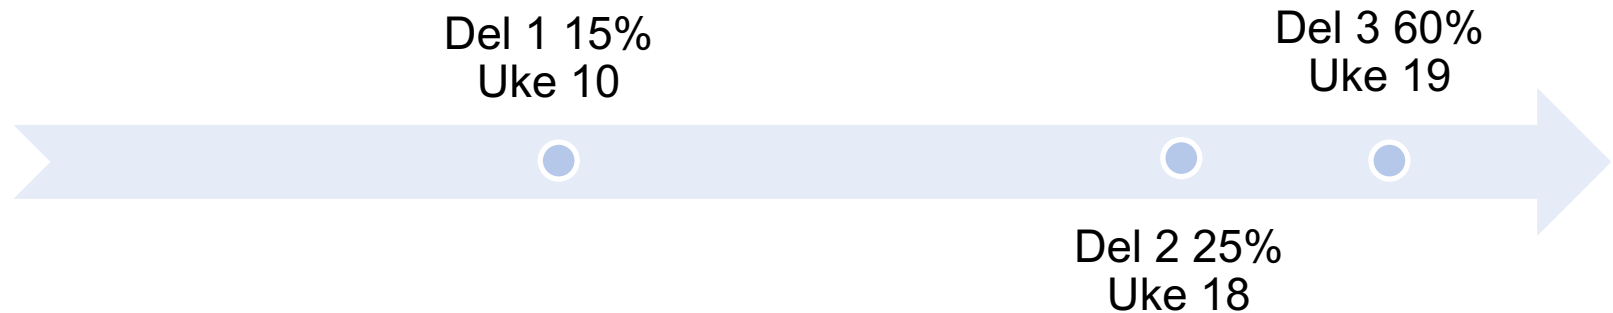 Del 1 15%
Uke 10
Del 2 25%
Uke 18
Del 3 60%
Uke 19